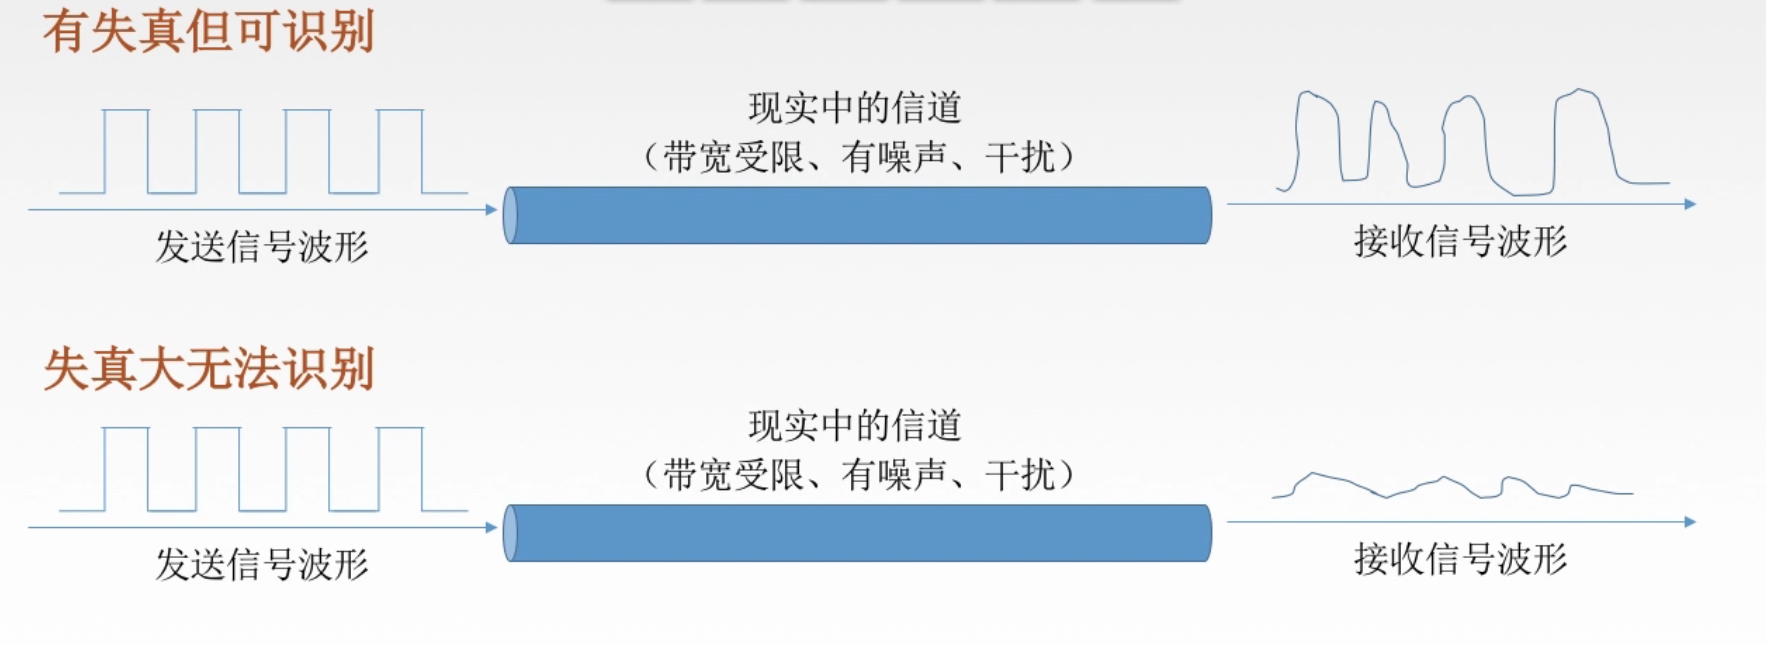 有失真但可识别
现实中的信道
（带宽受限、有噪声、干扰）
发送信号波形
接收信号波形
失真大无法识别
现实中的信道
（带宽受限、有噪声、干扰）
发送信号波形
接收信号波形